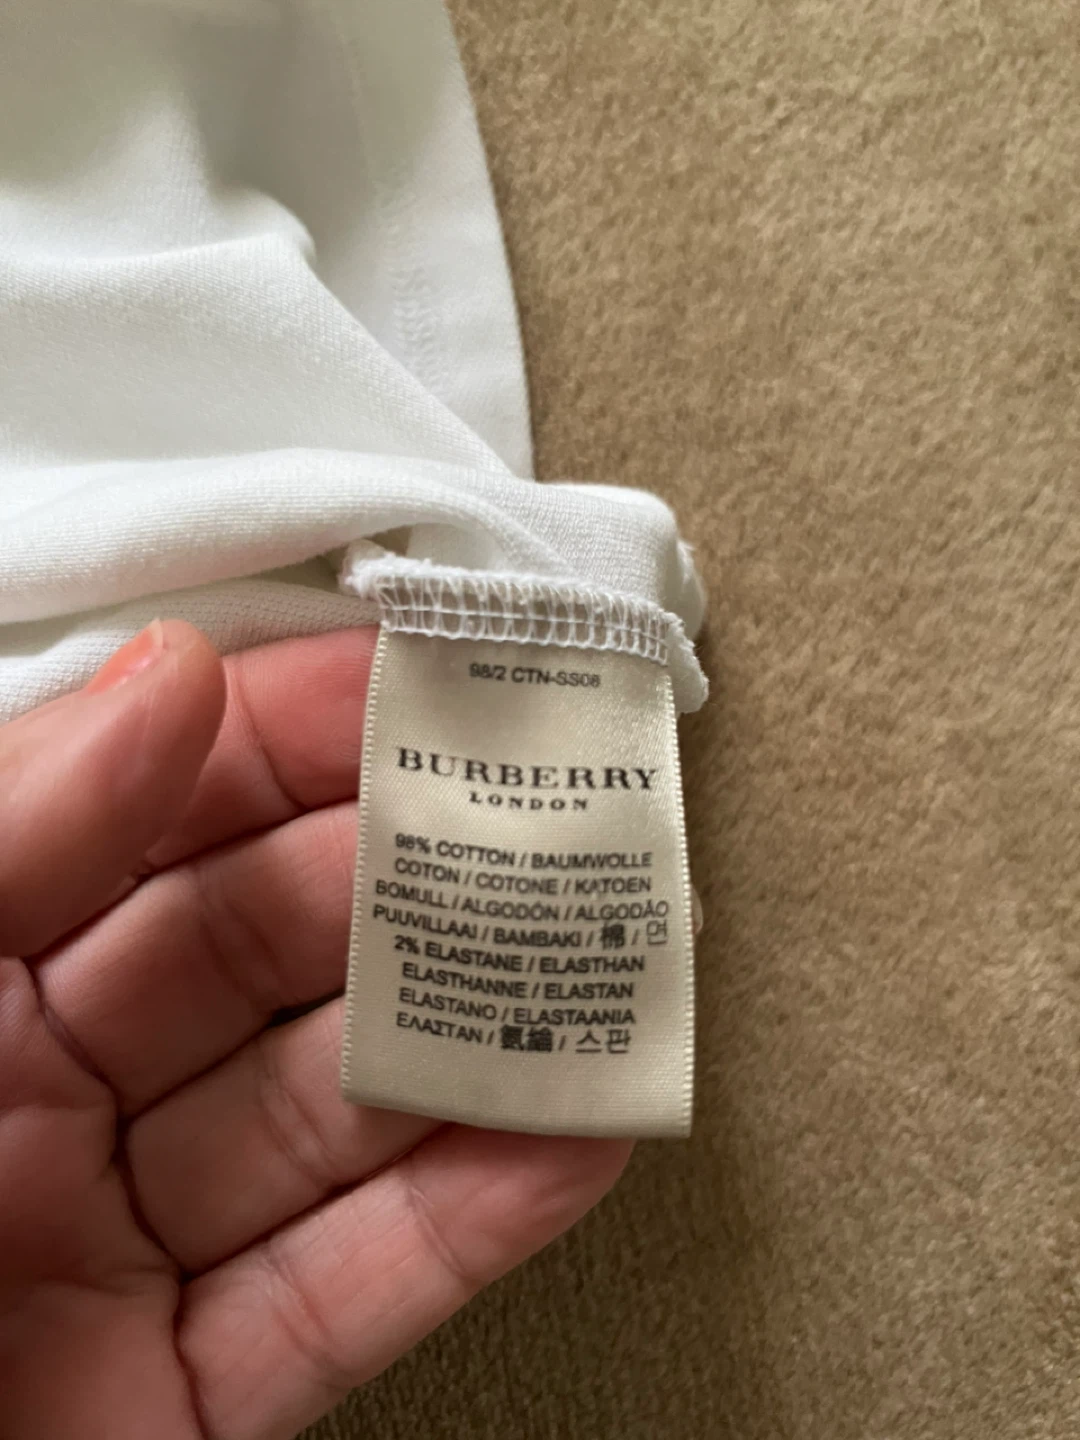 98/2 CTN-SS08
BURBERRY
LONDON
98% COTTON / BAUMWOLLE
COTON / COTONE / KATOEN
BOMULL / ALGODÓN / ALGODÃO
PUUVILLAAI / BAMBAKI / 棉 / 면
2% ELASTANE / ELASTHAN
ELASTHANNE / ELASTAN
ELASTANO / ELASTAANIA
ΕΛΑΣΤΑΝ / 氨綸 / 스판